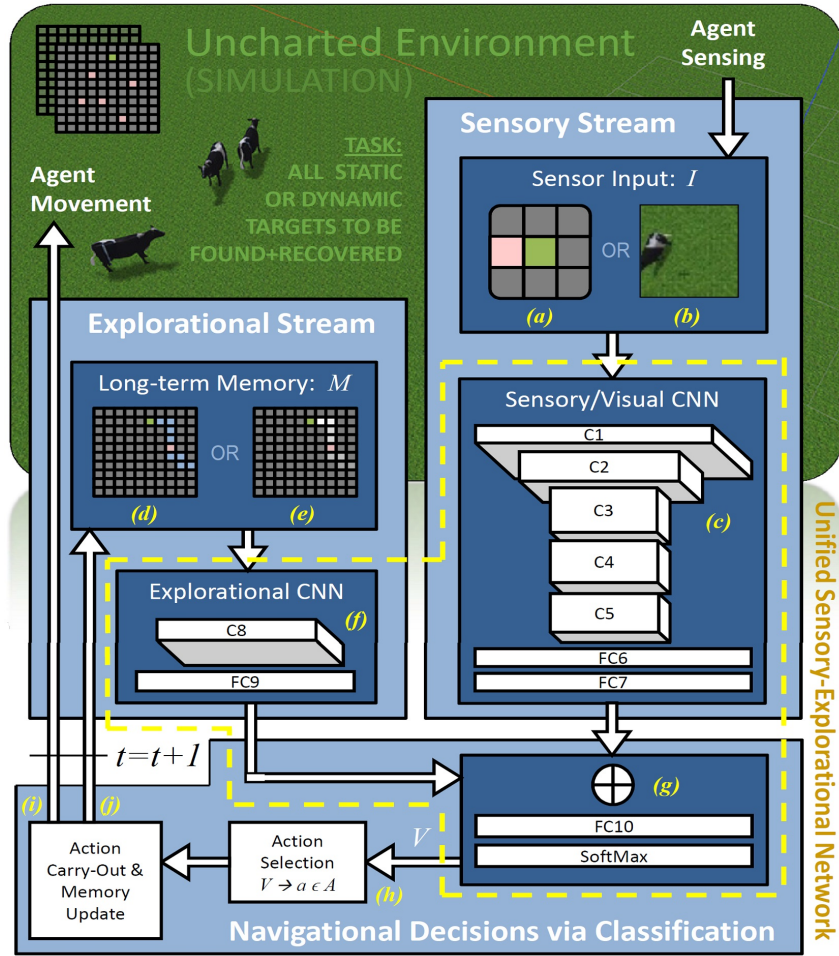 Uncharted Environment
(SIMULATION)
Agent
Sensing
TASK:
ALL STATIC
OR DYNAMIC
TARGETS TO BE
FOUND+RECOVERED
Agent
Movement
Sensory Stream
Sensor Input: I
OR
(a)
(b)
Explorational Stream
Long-term Memory: M
OR
(d)
(e)
Sensory/Visual CNN
C1
C2
C3
(c)
C4
C5
FC6
FC7
Explorational CNN
(f)
C8
FC9
Unified Sensory-Explorational Network
t=t+1
(i)
(j)
(g)
FC10
SoftMax
V
Action
Selection
V → a ϵ A
(h)
Action
Carry-Out &
Memory
Update
Navigational Decisions via Classification